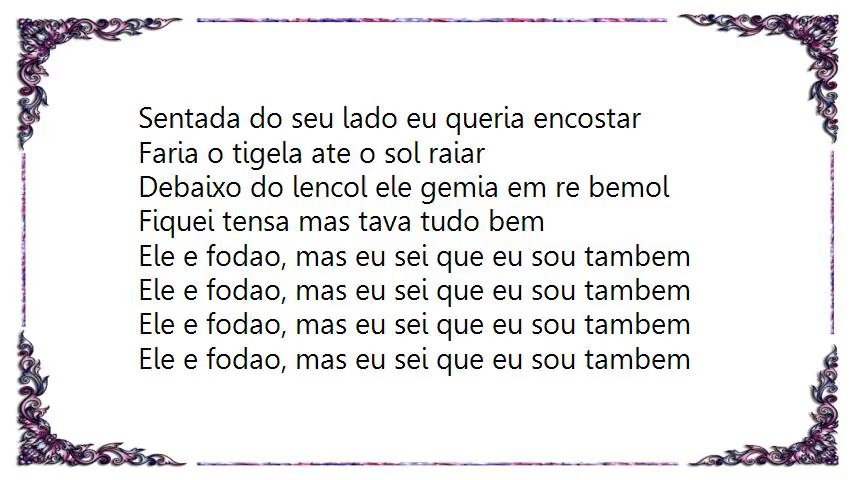 Sentada do seu lado eu queria encostar
Faria o tigela ate o sol raiar
Debaixo do lencol ele gemia em re bemol
Fiquei tensa mas tava tudo bem
Ele e fodao, mas eu sei que eu sou tambem
Ele e fodao, mas eu sei que eu sou tambem
Ele e fodao, mas eu sei que eu sou tambem
Ele e fodao, mas eu sei que eu sou tambem